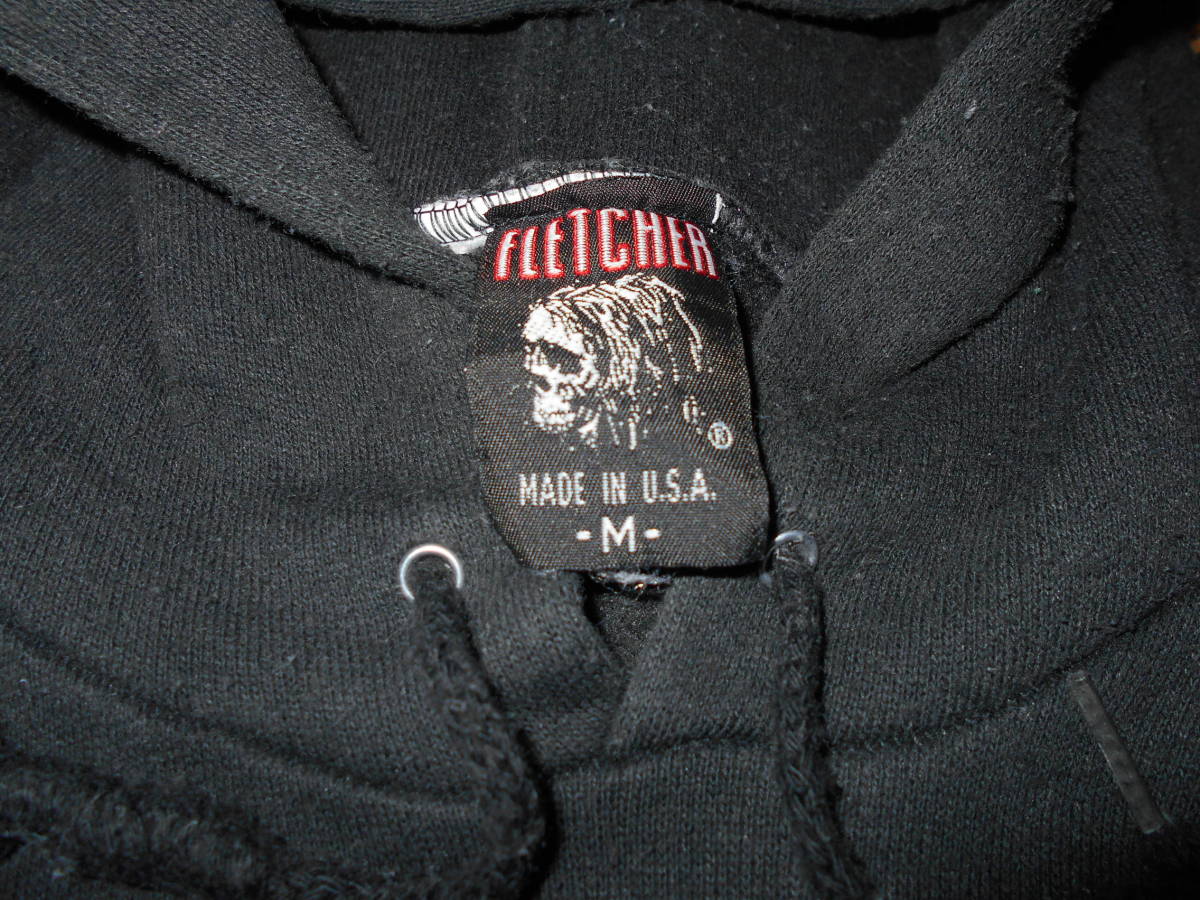 FLETCHER
®
MADE IN U.S.A.
-M-